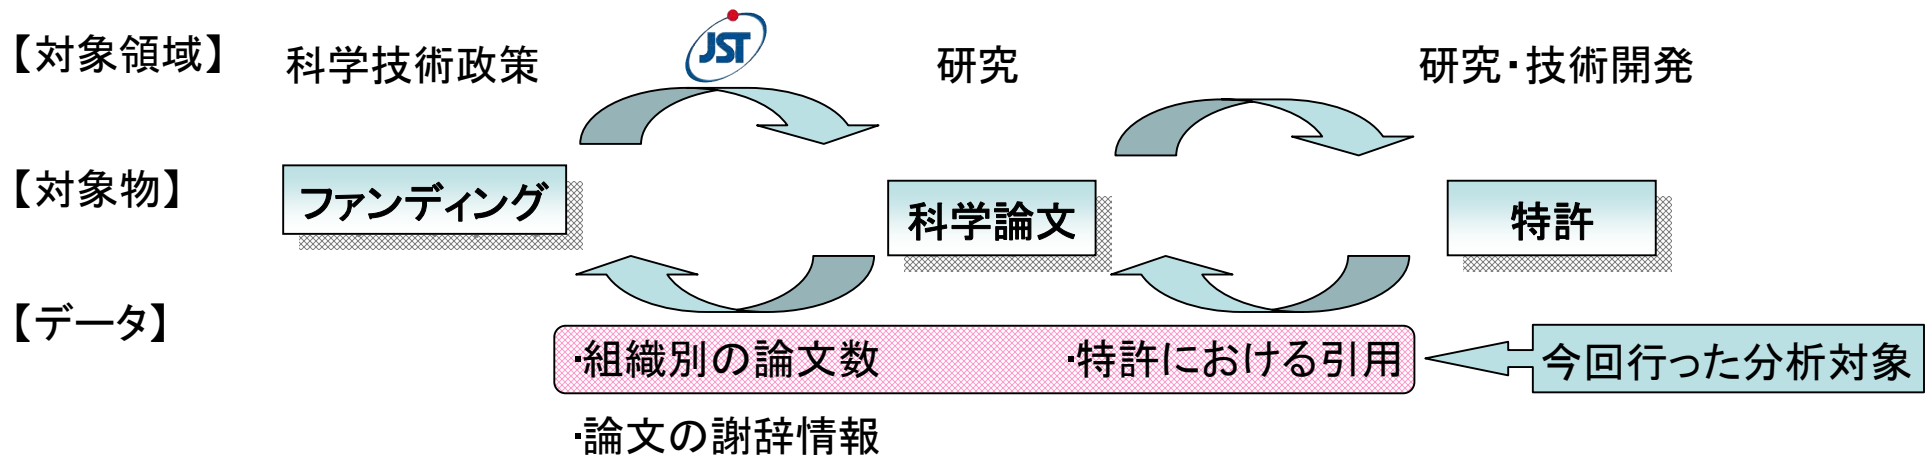 【対象領域】 科学技術政策 JST 研究 研究・技術開発
【対象物】 ファンディング 科学論文 特許
【データ】
・組織別の論文数 ・特許における引用 今回行った分析対象
・論文の謝辞情報